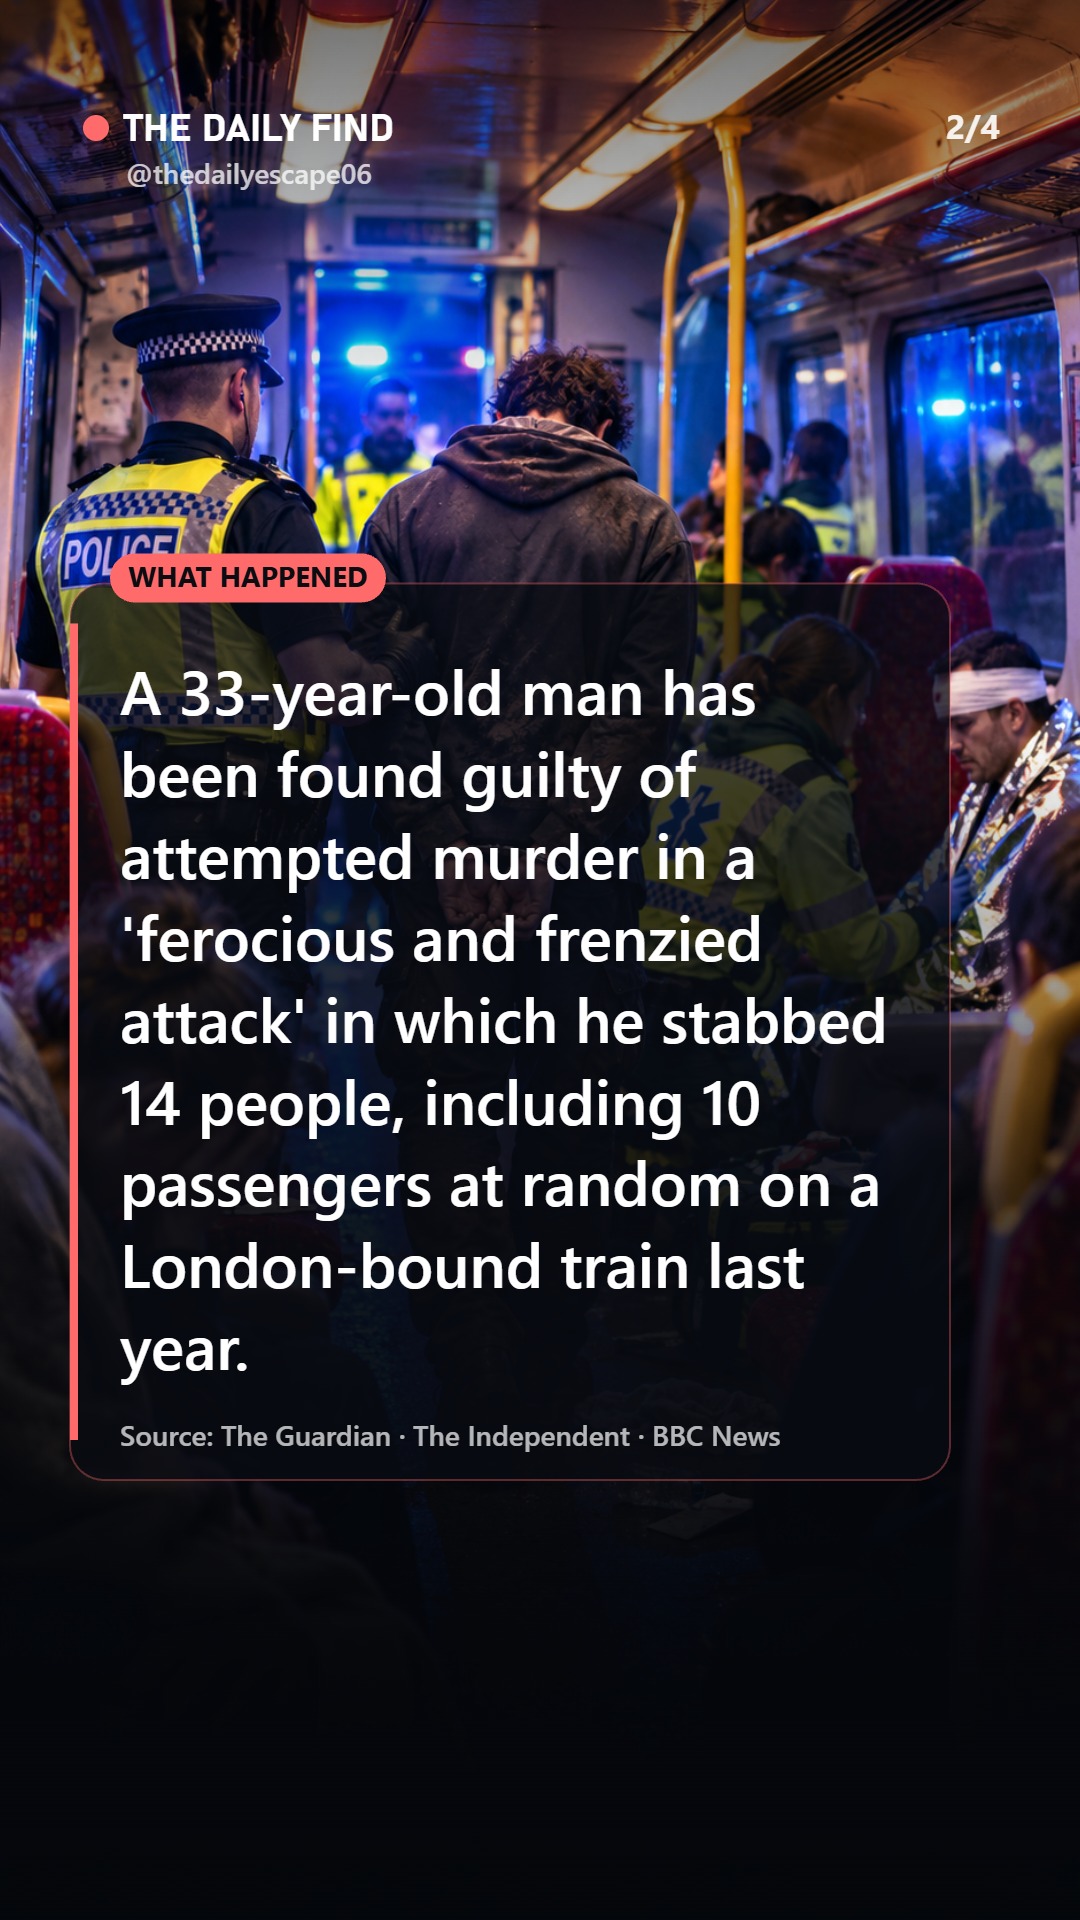 THE DAILY FIND
2/4
@thedailyescape06
POLICE
WHAT HAPPENED
A 33-year-old man has
been found guilty of
attempted murder in a
'ferocious and frenzied
attack' in which he stabbed
14 people, including 10
passengers at random on a
London-bound train last
year.
Source: The Guardian · The Independent · BBC News